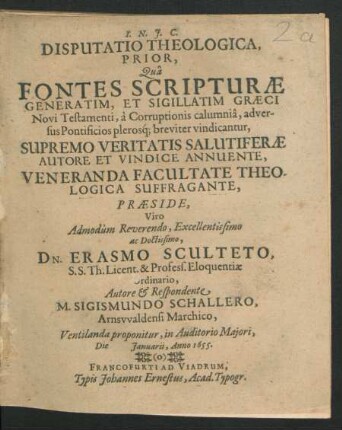 I. N. J. C.
2a
DISPUTATIO THEOLOGICA,
PRIOR,
Quâ
FONTES SCRIPTURÆ
GENERATIM, ET SIGILLATIM GRÆCI
Novi Testamenti, â Corruptionis calumniâ, adver-
sus Pontificios plerosq; breviter vindicantur,
SUPREMO VERITATIS SALUTIFERÆ
AUTORE ET VINDICE ANNUENTE,
VENERANDA FACULTATE THEO-
LOGICA SUFFRAGANTE,
PRÆSIDE,
Viro
Admodùm Reverendo, Excellentissimo
ac Doctissimo,
DN. ERASMO SCULTETO,
S. S. Th. Licent. & Profess. Eloquentiæ
ordinario,
Autore & Respondente
M. SIGISMUNDO SCHALLERO,
Arnsvvaldensi Marchico,
Ventilanda proponitur, in Auditorio Majori,
Die Januarii, Anno 1655.
(o)
FRANCOFURTI AD VIADRUM,
Typis Johannes Ernestus, Acad. Typogr.